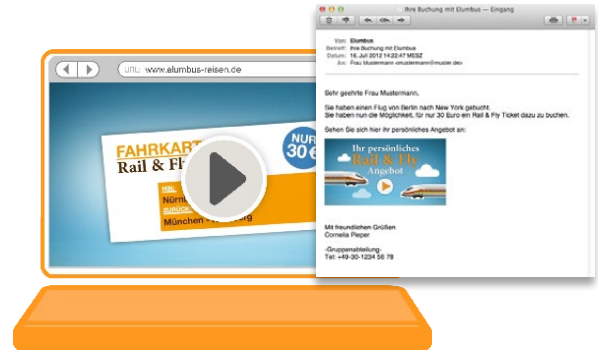 URL: www.elumbus-reisen.de
FAHRKART
Rail & Fly
NUR
30 €
HIN:
Nürn
ZURÜCK
München
Ihre Buchung mit Elumbus — Eingang
Von: Elumbus
Betreff: Ihre Buchung mit Elumbus
Datum: 16. Juli 2012 14:22:47 MESZ
An: Frau Mustermann <mustermann@muster.de>
Sehr geehrte Frau Mustermann,
Sie haben einen Flug von Berlin nach New York gebucht.
Sie haben nun die Möglichkeit, für nur 30 Euro ein Rail & Fly Ticket dazu zu buchen.
Sehen Sie sich hier ihr persönliches Angebot an:
Ihr persönliches
Rail & Fly
Angebot
Mit freundlichen Grüßen
Cornelia Pieper
-Gruppenabteilung-
Tel: +49-30-1234 56 78